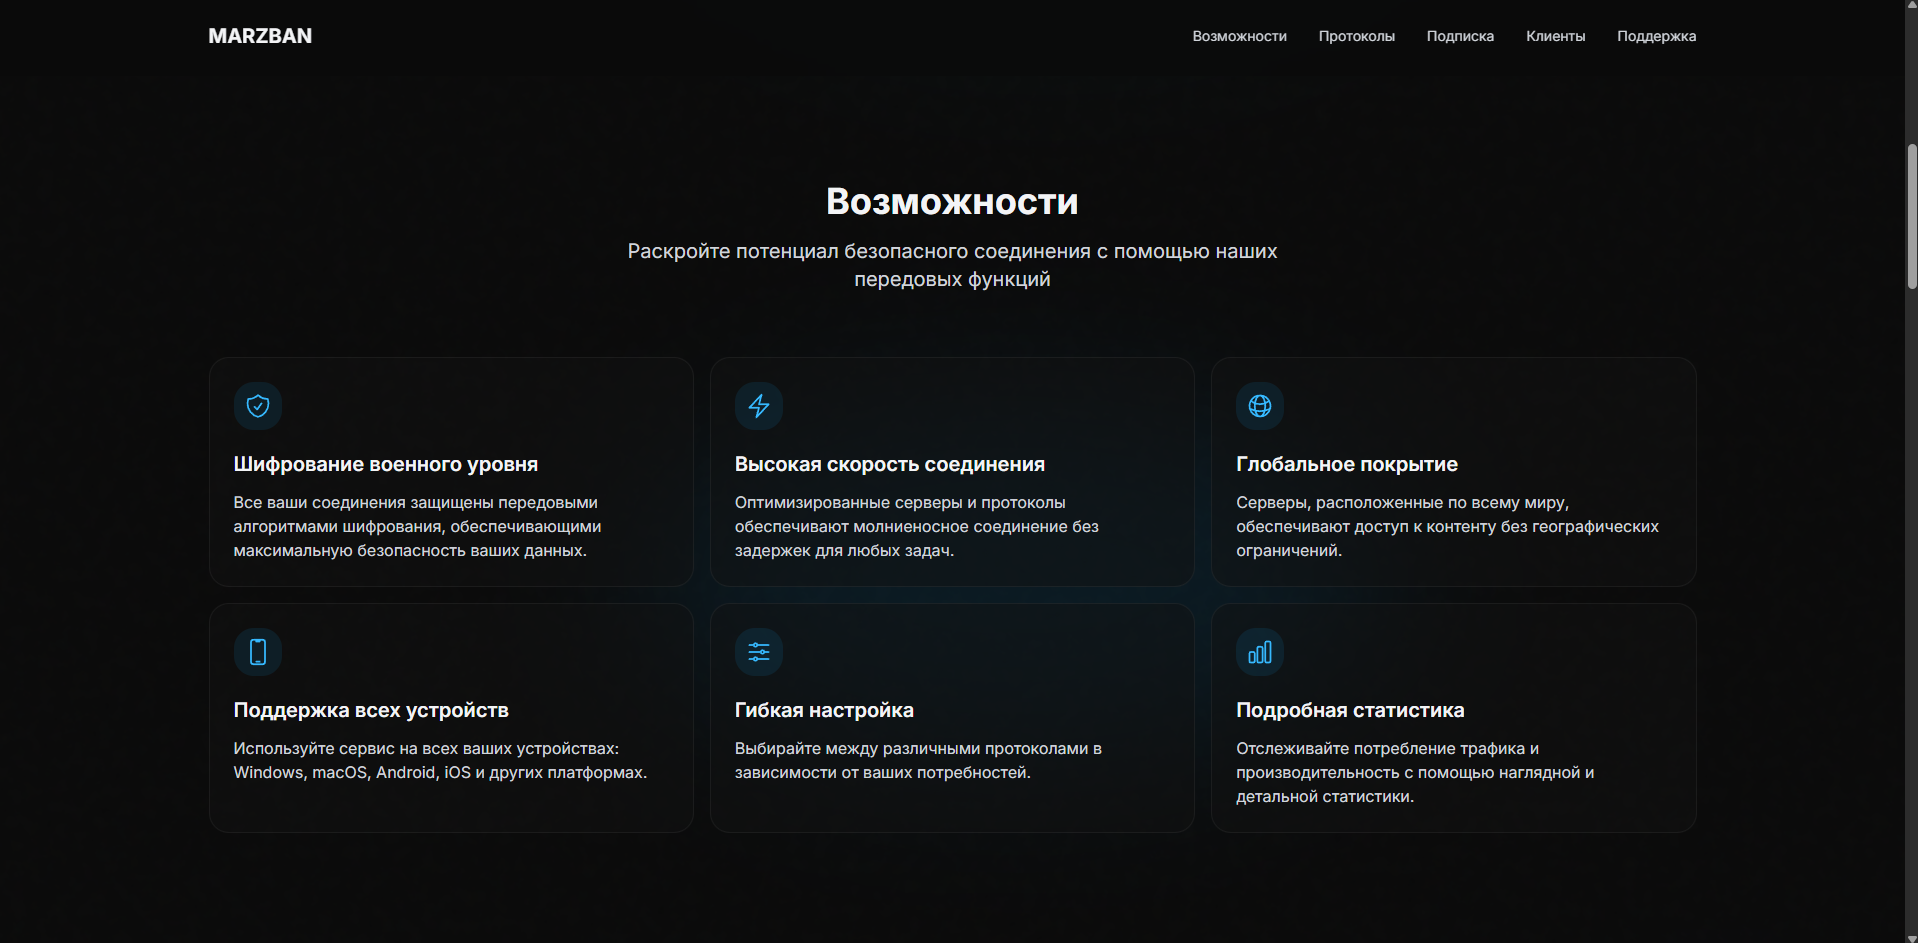 MARZBAN
Возможности
Протоколы
Подписка
Клиенты
Поддержка
Возможности
Раскройте потенциал безопасного соединения с помощью наших
передовых функций
Шифрование военного уровня
Все ваши соединения защищены передовыми
алгоритмами шифрования, обеспечивающими
максимальную безопасность ваших данных.
Высокая скорость соединения
Оптимизированные серверы и протоколы
обеспечивают молниеносное соединение без
задержек для любых задач.
Глобальное покрытие
Серверы, расположенные по всему миру,
обеспечивают доступ к контенту без географических
ограничений.
Поддержка всех устройств
Используйте сервис на всех ваших устройствах:
Windows, macOS, Android, iOS и других платформах.
Гибкая настройка
Выбирайте между различными протоколами в
зависимости от ваших потребностей.
Подробная статистика
Отслеживайте потребление трафика и
производительность с помощью наглядной и
детальной статистики.